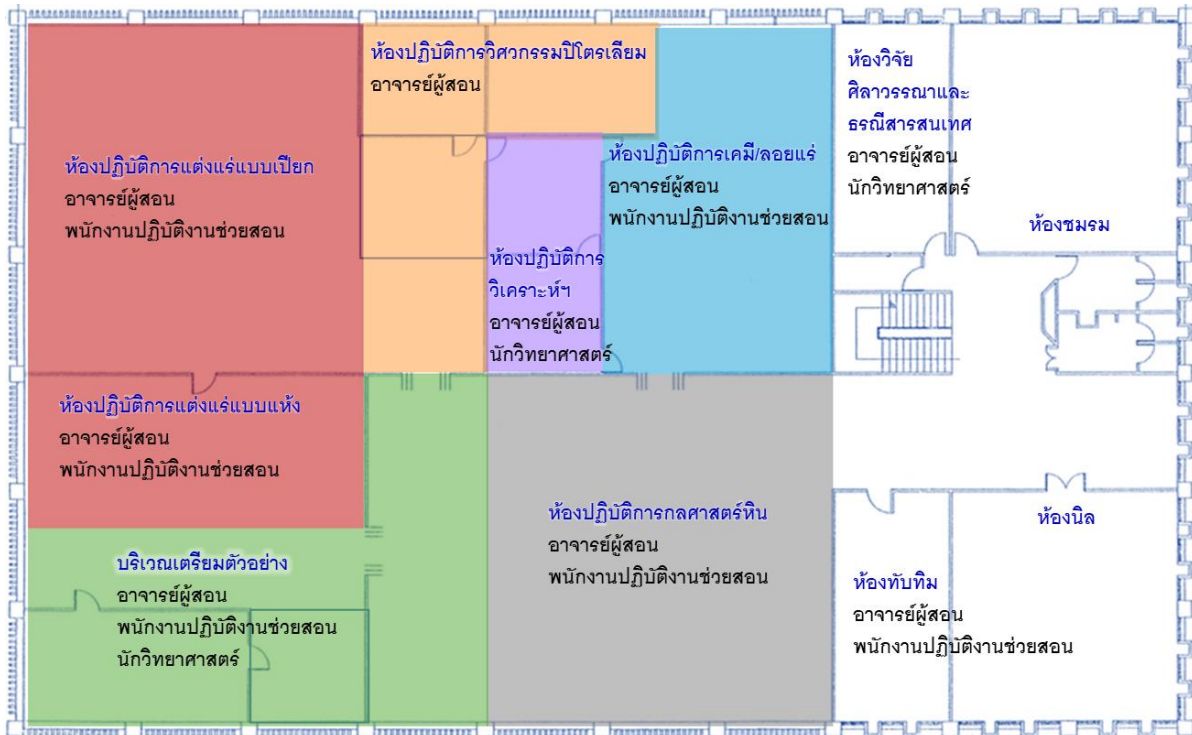 ห้องปฏิบัติการวิศวกรรมปิโตรเลียม
อาจารย์ผู้สอน
ห้องวิจัย
ศิลาวรรณาและ
ธรณีสารสนเทศ
อาจารย์ผู้สอน
นักวิทยาศาสตร์
ห้องปฏิบัติการแต่งแร่แบบเปียก
อาจารย์ผู้สอน
พนักงานปฏิบัติงานช่วยสอน
ห้องปฏิบัติการเคมี/ลอยแร่
อาจารย์ผู้สอน
พนักงานปฏิบัติงานช่วยสอน
ห้องชมรม
ห้องปฏิบัติการ
วิเคราะห์ฯ
อาจารย์ผู้สอน
นักวิทยาศาสตร์
ห้องปฏิบัติการแต่งแร่แบบแห้ง
อาจารย์ผู้สอน
พนักงานปฏิบัติงานช่วยสอน
ห้องปฏิบัติการกลศาสตร์หิน
อาจารย์ผู้สอน
พนักงานปฏิบัติงานช่วยสอน
ห้องนิล
บริเวณเตรียมตัวอย่าง
อาจารย์ผู้สอน
พนักงานปฏิบัติงานช่วยสอน
นักวิทยาศาสตร์
ห้องทับทิม
อาจารย์ผู้สอน
พนักงานปฏิบัติงานช่วยสอน